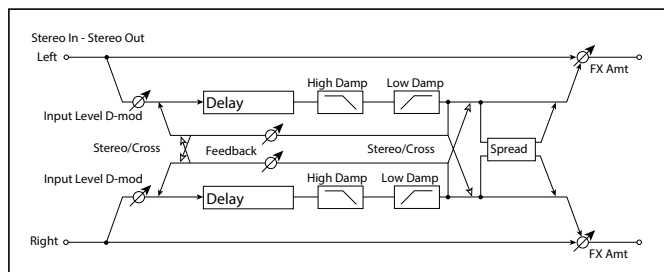 Stereo In - Stereo Out
Left
FX Amt
High Damp Low Damp
Delay
Input Level D-mod
Stereo/Cross Feedback Stereo/Cross Spread
Input Level D-mod
High Damp Low Damp
Delay
Right
FX Amt